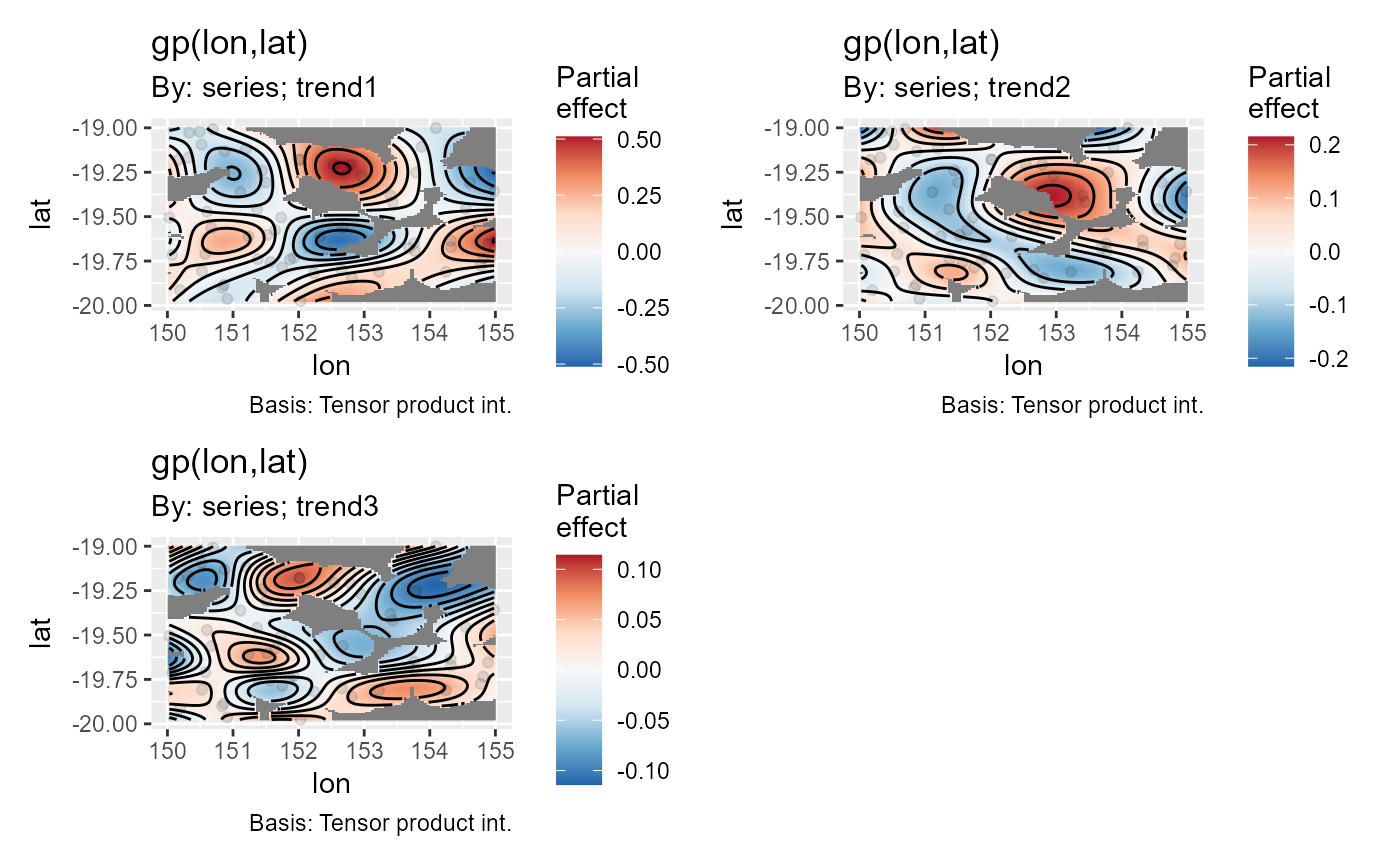 gp(lon,lat)
By: series; trend1
Partial
effect
0.50
0.25
0.00
-0.25
-0.50
-19.00
-19.25
-19.50
-19.75
-20.00
lat
150 151 152 153 154 155
lon
Basis: Tensor product int.
gp(lon,lat)
By: series; trend2
Partial
effect
0.2
0.1
0.0
-0.1
-0.2
-19.00
-19.25
-19.50
-19.75
-20.00
lat
150 151 152 153 154 155
lon
Basis: Tensor product int.
gp(lon,lat)
By: series; trend3
Partial
effect
0.10
0.05
0.00
-0.05
-0.10
-19.00
-19.25
-19.50
-19.75
-20.00
lat
150 151 152 153 154 155
lon
Basis: Tensor product int.